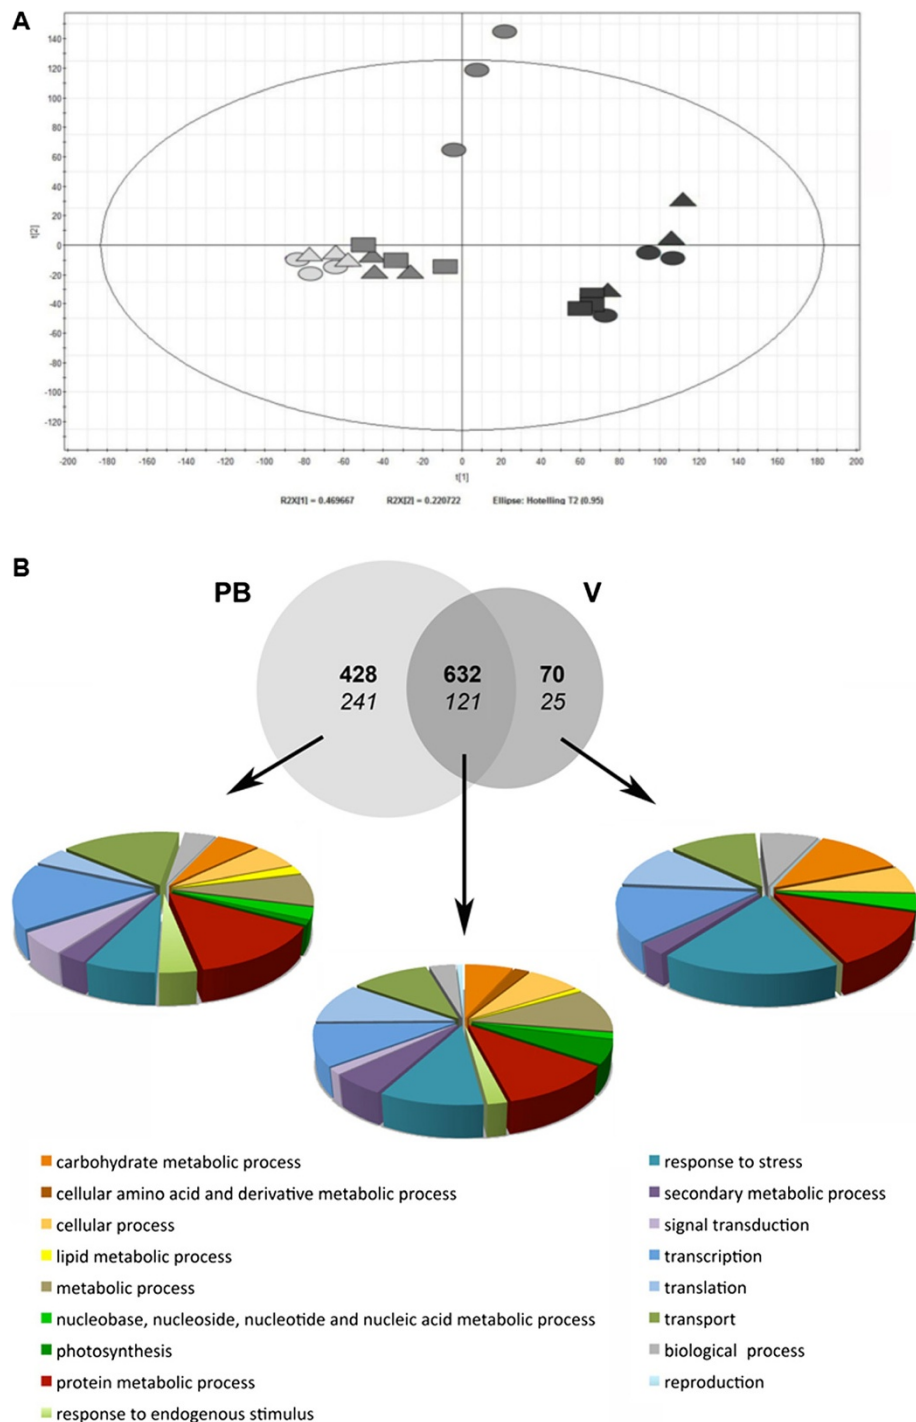 A
140
120
100
80
60
40
20
0
-20
-40
-60
-80
-100
-120
t[2]
-200 -180 -160 -140 -120 -100 -80 -60 -40 -20 0 20 40 60 80 100 120 140 160 180 200
t[1]
R2X[1] = 0.469667 R2X[2] = 0.220722 Ellipse: Hotelling T2 (0.95)
B
PB V
428 632 70
241 121 25
carbohydrate metabolic process
cellular amino acid and derivative metabolic process
cellular process
lipid metabolic process
metabolic process
nucleobase, nucleoside, nucleotide and nucleic acid metabolic process
photosynthesis
protein metabolic process
response to endogenous stimulus
response to stress
secondary metabolic process
signal transduction
transcription
translation
transport
biological process
reproduction